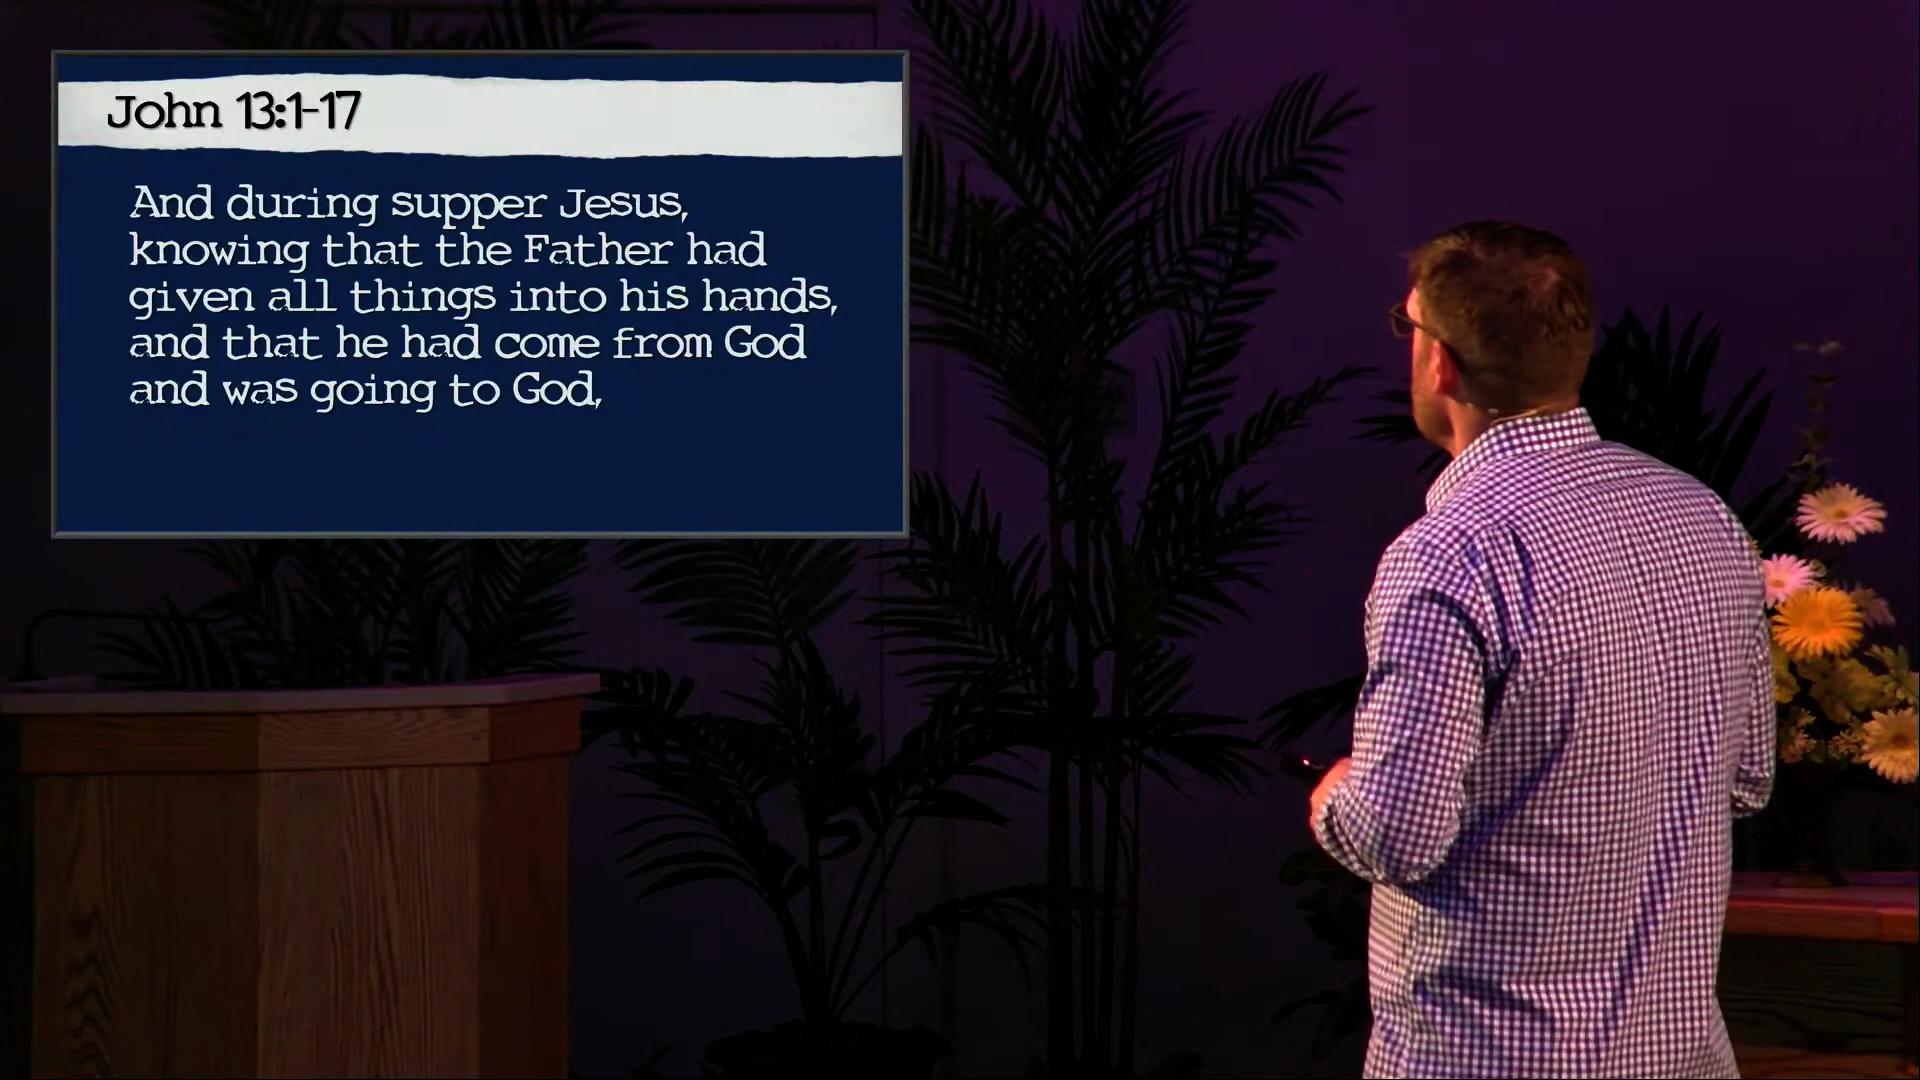 John 13:1-17
And during supper Jesus,
knowing that the Father had
given all things into his hands,
and that he had come from God
and was going to God,